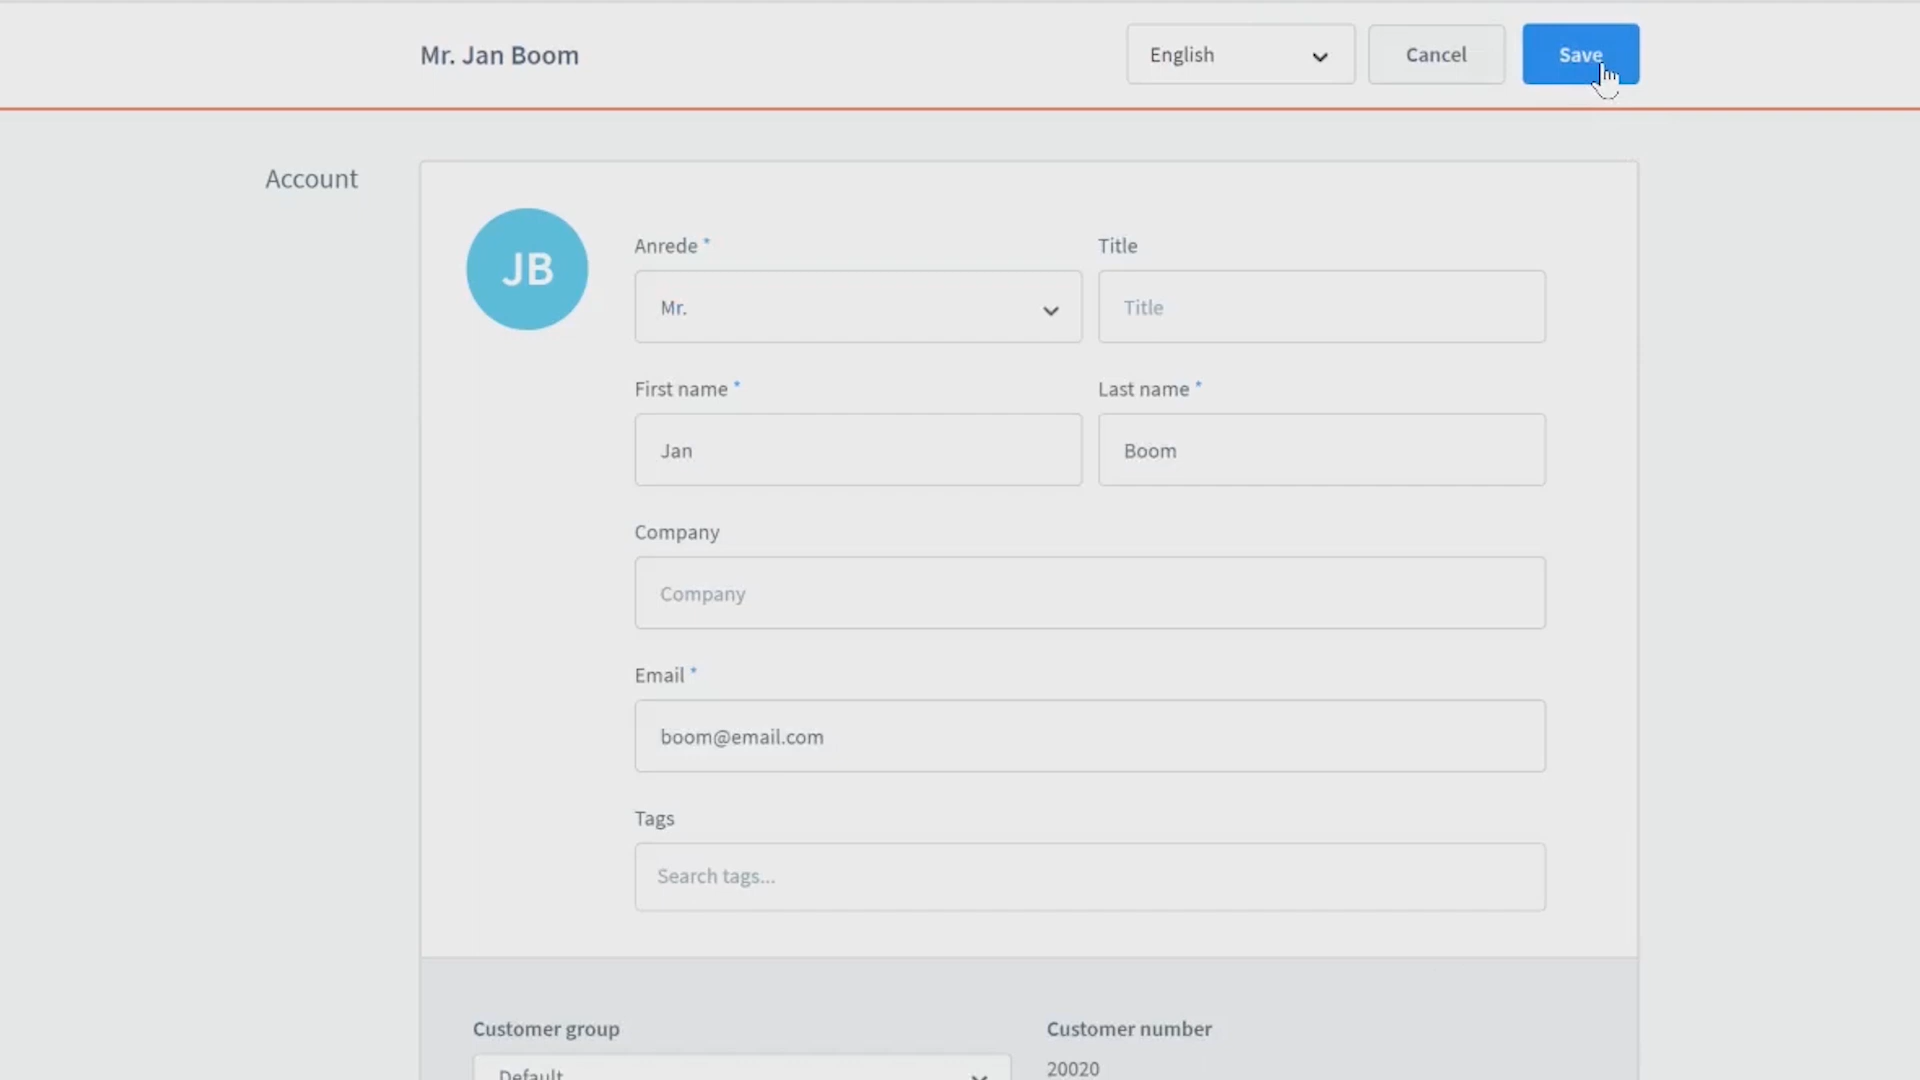 Mr. Jan Boom
English
Cancel
Save
Account
JB
Anrede *
Title
Mr.
Title
First name *
Last name *
Jan
Boom
Company
Company
Email *
boom@email.com
Tags
Search tags...
Customer group
Customer number
Default
20020